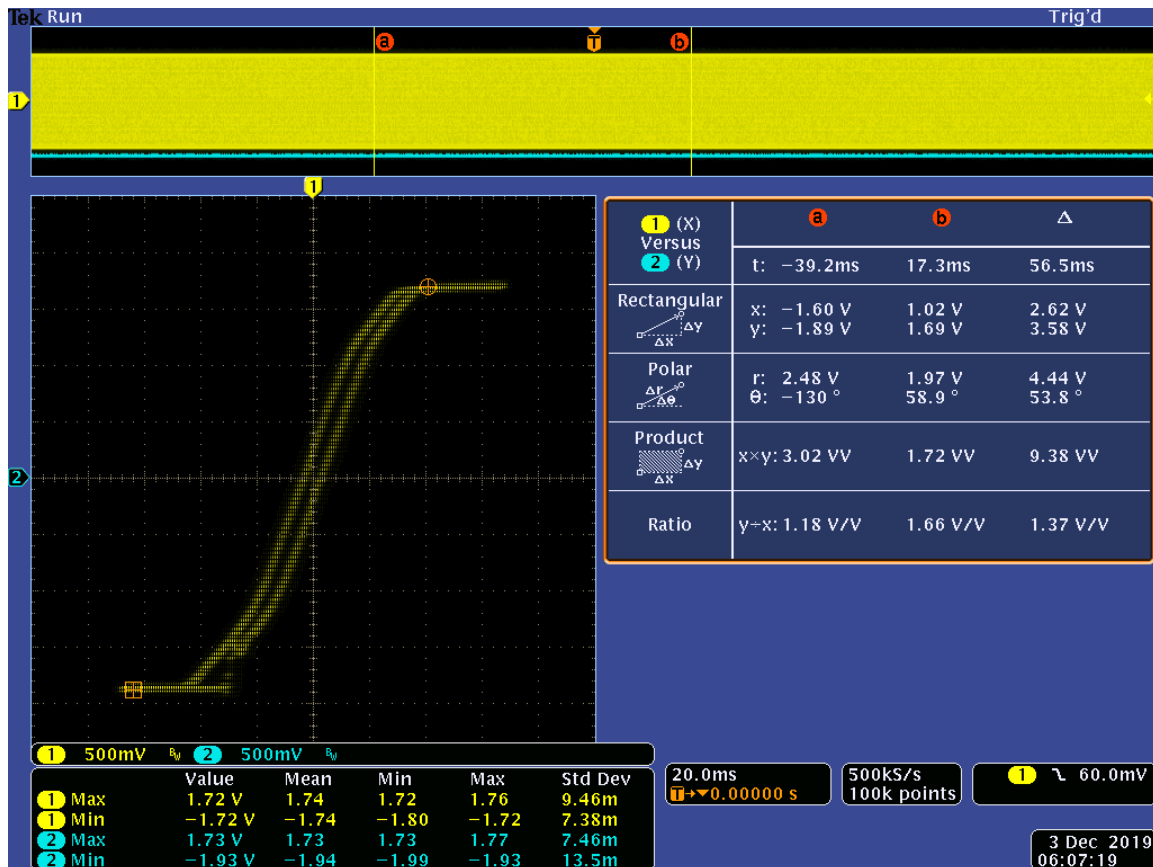 Tek Run Trig'd
a T b
1
1
2
1 (X) Versus 2 (Y) a b Δ
t: −39.2ms 17.3ms 56.5ms
Rectangular
Δy
Δx
x: −1.60 V 1.02 V 2.62 V
y: −1.89 V 1.69 V 3.58 V
Polar
Δr
Δθ
r: 2.48 V 1.97 V 4.44 V
θ: −130 ° 58.9 ° 53.8 °
Product
Δy
Δx
x×y: 3.02 VV 1.72 VV 9.38 VV
Ratio
y÷x: 1.18 V/V 1.66 V/V 1.37 V/V
1 500mV BW 2 500mV BW
Value Mean Min Max Std Dev
1 Max 1.72 V 1.74 1.72 1.76 9.46m
1 Min −1.72 V −1.74 −1.80 −1.72 7.38m
2 Max 1.73 V 1.73 1.73 1.77 7.46m
2 Min −1.93 V −1.94 −1.99 −1.93 13.5m
20.0ms
T→▼0.00000 s
500kS/s
100k points
1 60.0mV
3 Dec 2019
06:07:19